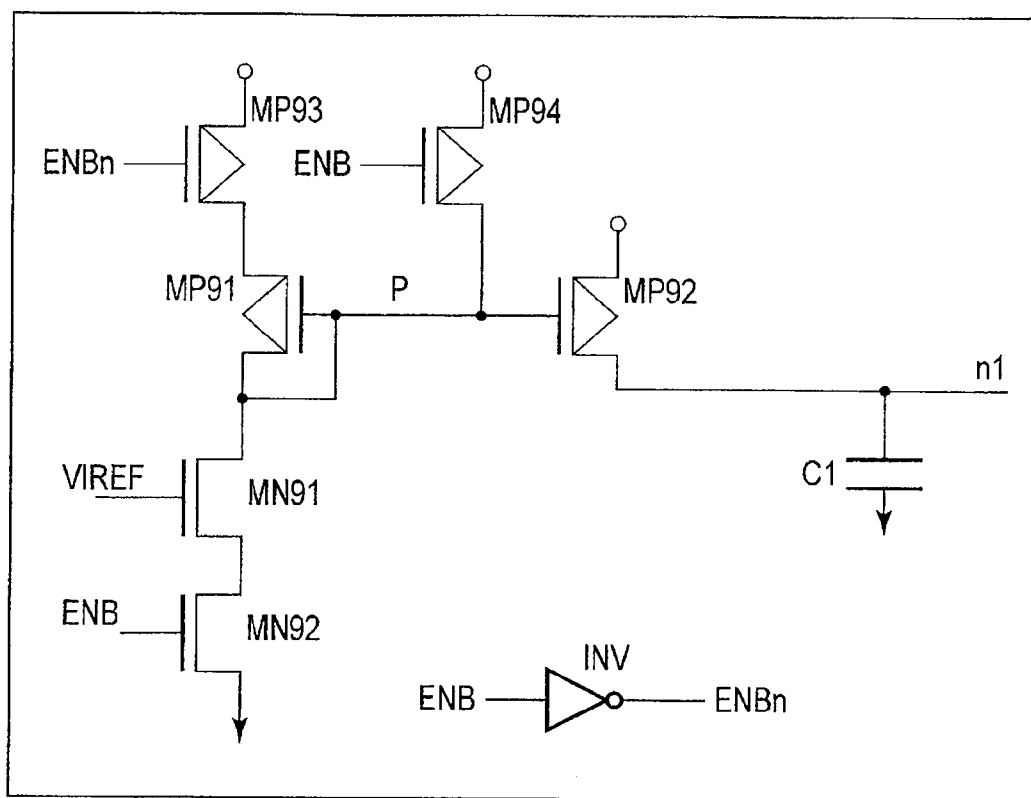 MP93
MP94
ENBn
ENB
MP91
P
MP92
n1
VIREF
MN91
C1
ENB
MN92
INV
ENB
ENBn